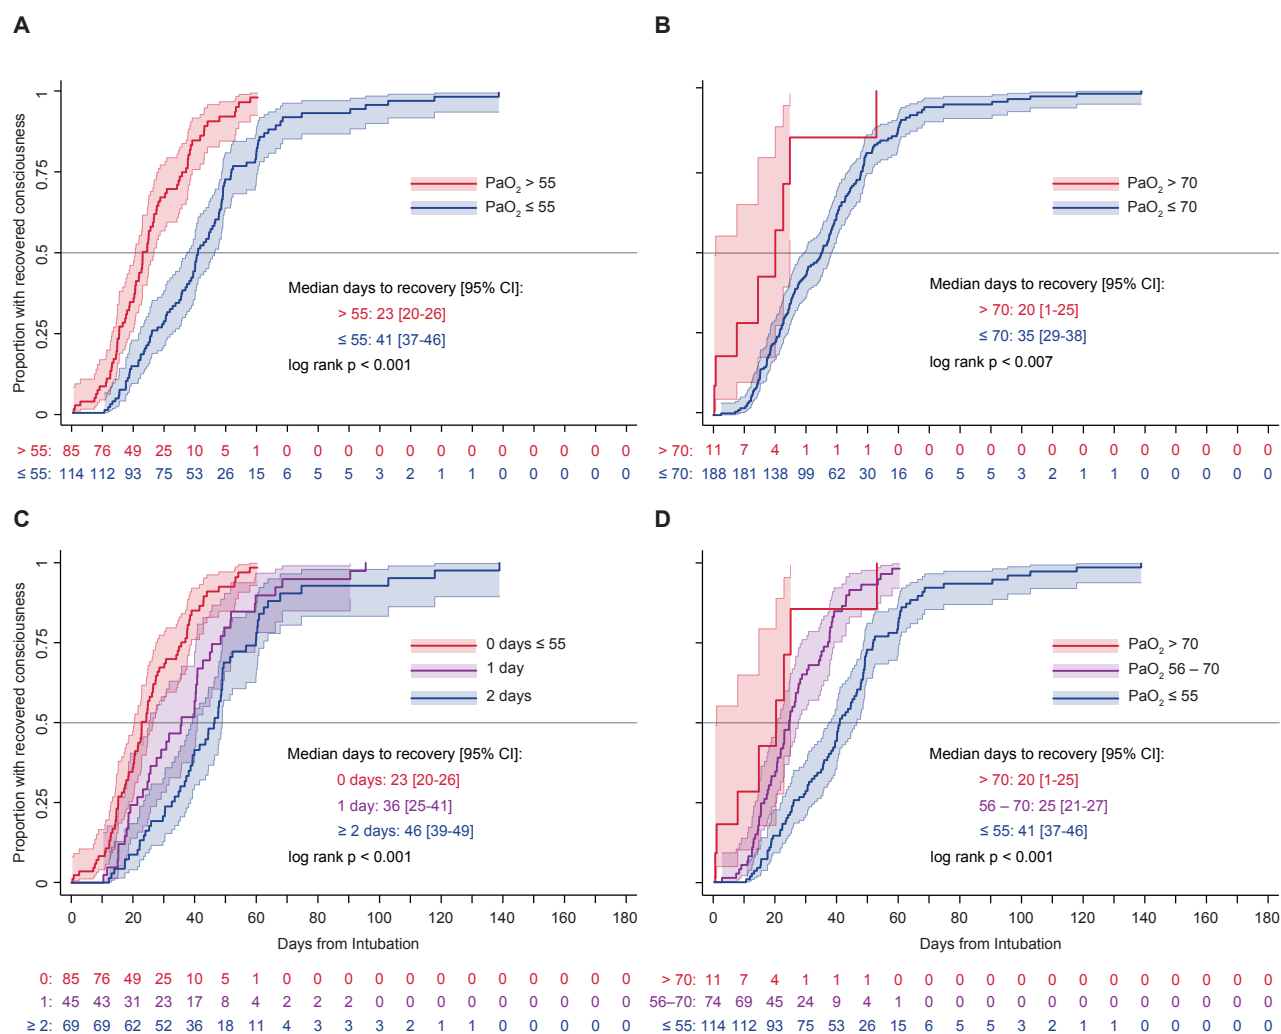 A
Proportion with recovered consciousness
1
0.75
0.5
0.25
0
PaO2 > 55
PaO2 ≤ 55
Median days to recovery [95% CI]:
> 55: 23 [20-26]
≤ 55: 41 [37-46]
log rank p < 0.001
> 55: 85 76 49 25 10 5 1 0 0 0 0 0 0 0 0 0 0 0 0
≤ 55: 114 112 93 75 53 26 15 6 5 5 3 2 1 1 0 0 0 0 0
B
PaO2 > 70
PaO2 ≤ 70
Median days to recovery [95% CI]:
> 70: 20 [1-25]
≤ 70: 35 [29-38]
log rank p < 0.007
> 70: 11 7 4 1 1 1 0 0 0 0 0 0 0 0 0 0 0 0 0
≤ 70: 188 181 138 99 62 30 16 6 5 5 3 2 1 1 0 0 0 0 0
C
Proportion with recovered consciousness
1
0.75
0.5
0.25
0
0 days ≤ 55
1 day
2 days
Median days to recovery [95% CI]:
0 days: 23 [20-26]
1 day: 36 [25-41]
≥ 2 days: 46 [39-49]
log rank p < 0.001
0 20 40 60 80 100 120 140 160 180
Days from Intubation
0: 85 76 49 25 10 5 1 0 0 0 0 0 0 0 0 0 0 0 0
1: 45 43 31 23 17 8 4 2 2 2 0 0 0 0 0 0 0 0 0
≥ 2: 69 69 62 52 36 18 11 4 3 3 3 2 1 1 0 0 0 0 0
D
PaO2 > 70
PaO2 56 – 70
PaO2 ≤ 55
Median days to recovery [95% CI]:
> 70: 20 [1-25]
56 – 70: 25 [21-27]
≤ 55: 41 [37-46]
log rank p < 0.001
0 20 40 60 80 100 120 140 160 180
Days from Intubation
> 70: 11 7 4 1 1 1 0 0 0 0 0 0 0 0 0 0 0 0 0
56–70: 74 69 45 24 9 4 1 0 0 0 0 0 0 0 0 0 0 0 0
≤ 55: 114 112 93 75 53 26 15 6 5 5 3 2 1 1 0 0 0 0 0